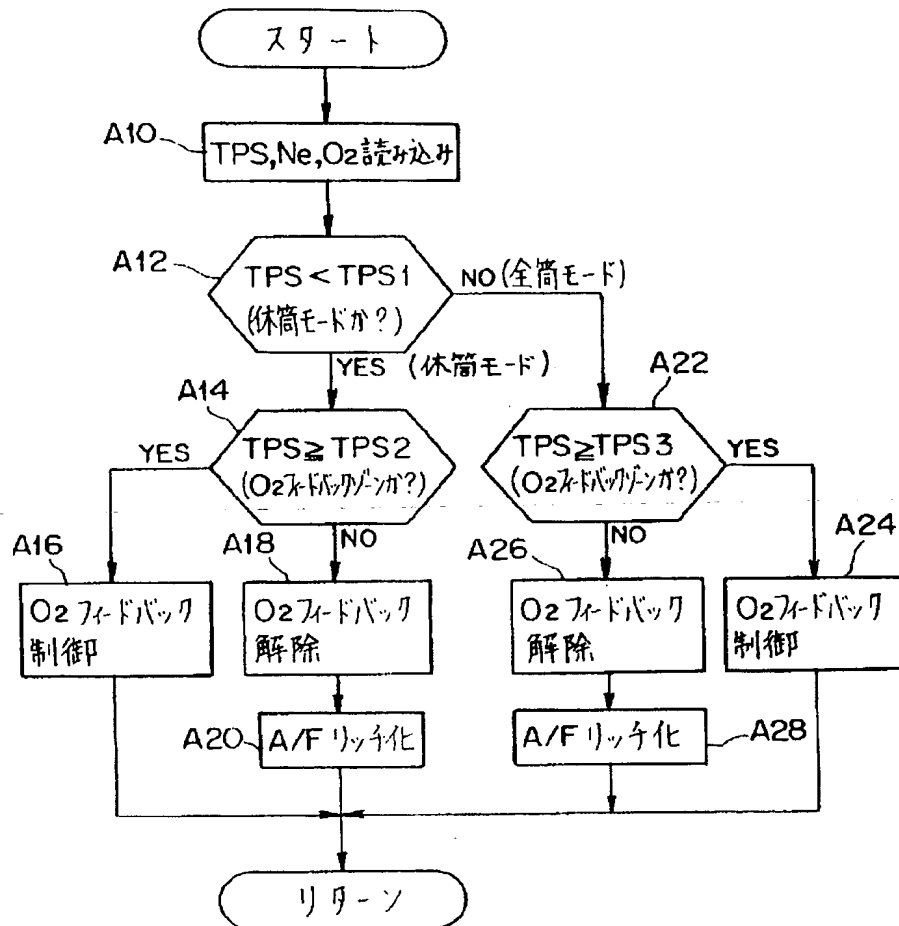 スタート
A10
TPS,Ne,O2読み込み
A12
TPS<TPS1
(休筒モードか?)
NO(全筒モード)
YES (休筒モード)
A14
TPS≧TPS2
(O2フィードバックゾーンか?)
YES
NO
A22
TPS≧TPS3
(O2フィードバックゾーンか?)
YES
NO
A16
O2フィードバック
制御
A18
O2フィードバック
解除
A26
O2フィードバック
解除
A24
O2フィードバック
制御
A20
A/Fリッチ化
A/Fリッチ化
A28
リターン